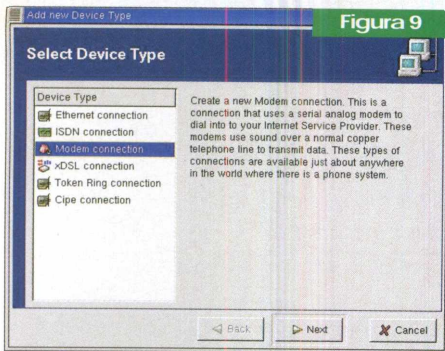 Add new Device Type
Figura 9
Select Device Type
Device Type
Ethernet connection
ISDN connection
Modem connection
xDSL connection
Token Ring connection
Cipe connection
Create a new Modem connection. This is a
connection that uses a serial analog modem to
dial into to your Internet Service Provider. These
modems use sound over a normal copper
telephone line to transmit data. These types of
connections are available just about anywhere
in the world where there is a phone system.
Back
Next
Cancel